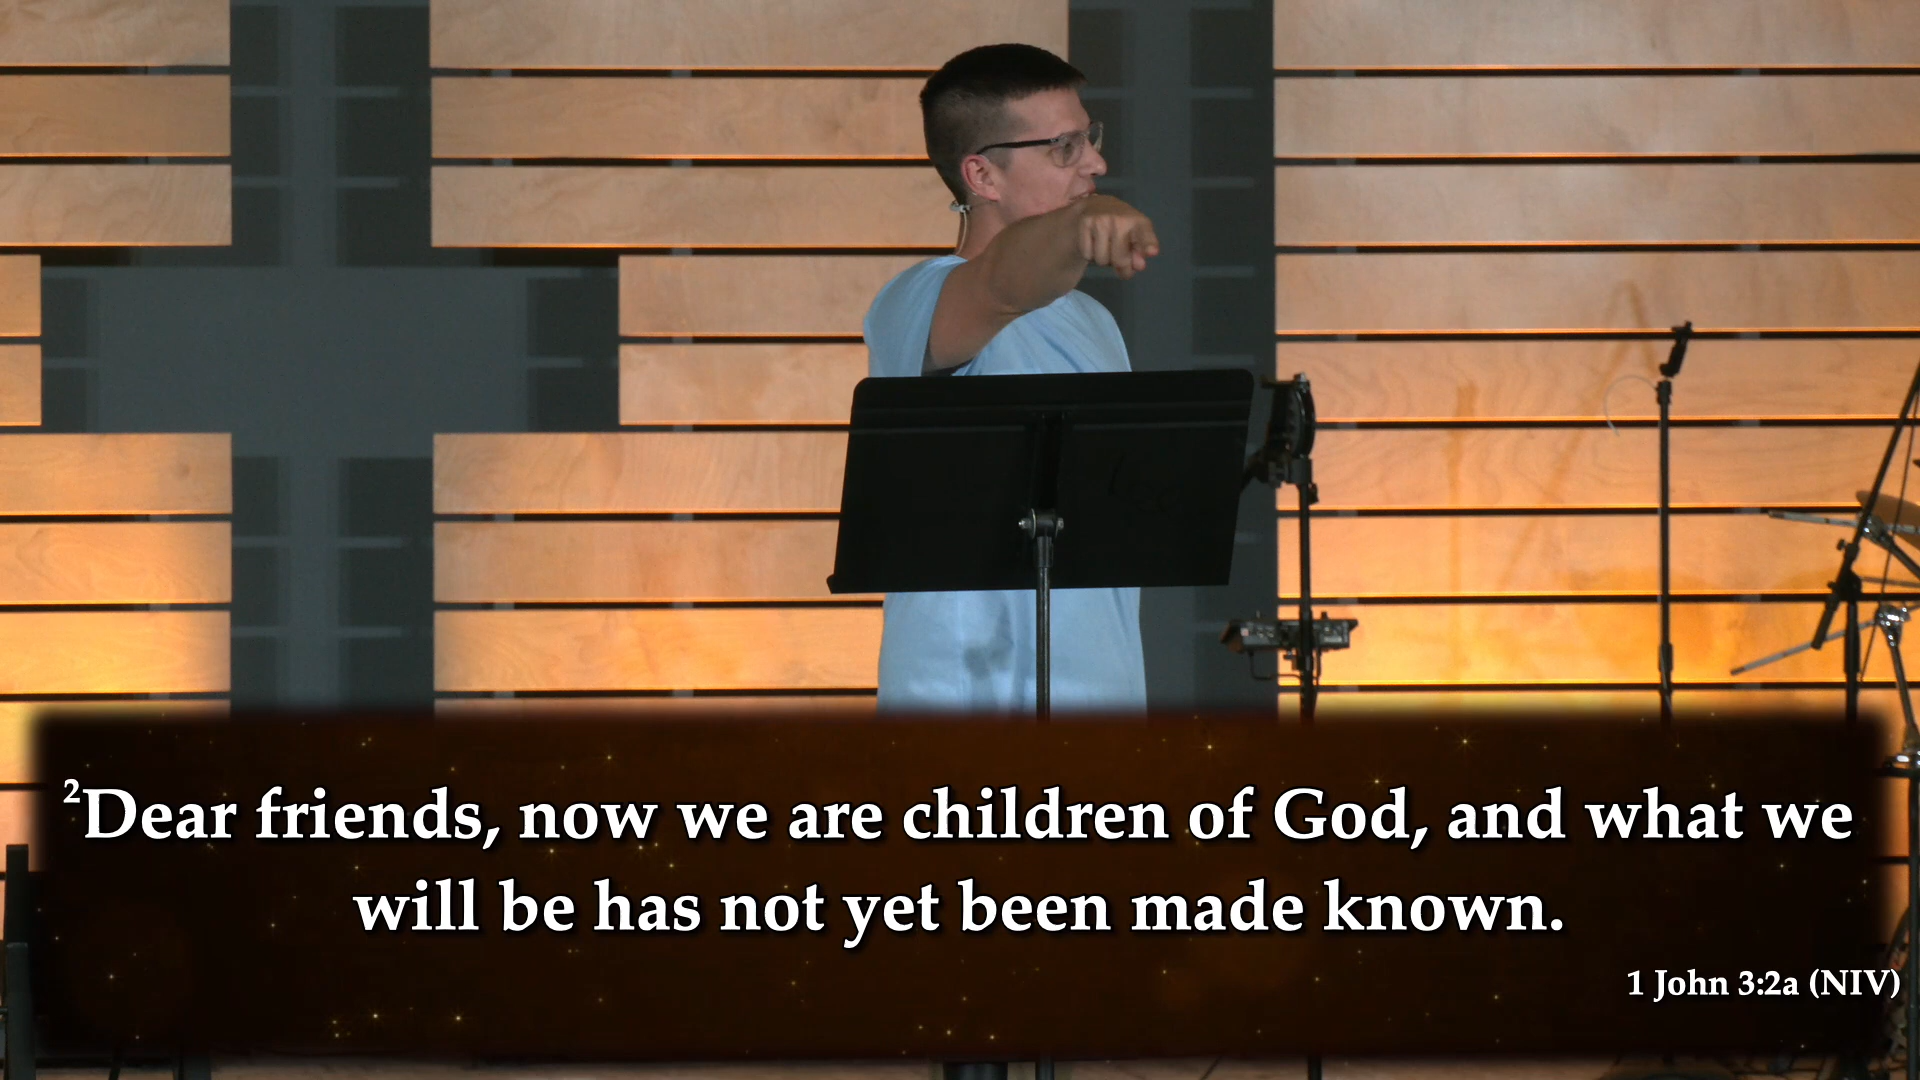 ²Dear friends, now we are children of God, and what we
will be has not yet been made known.
1 John 3:2a (NIV)